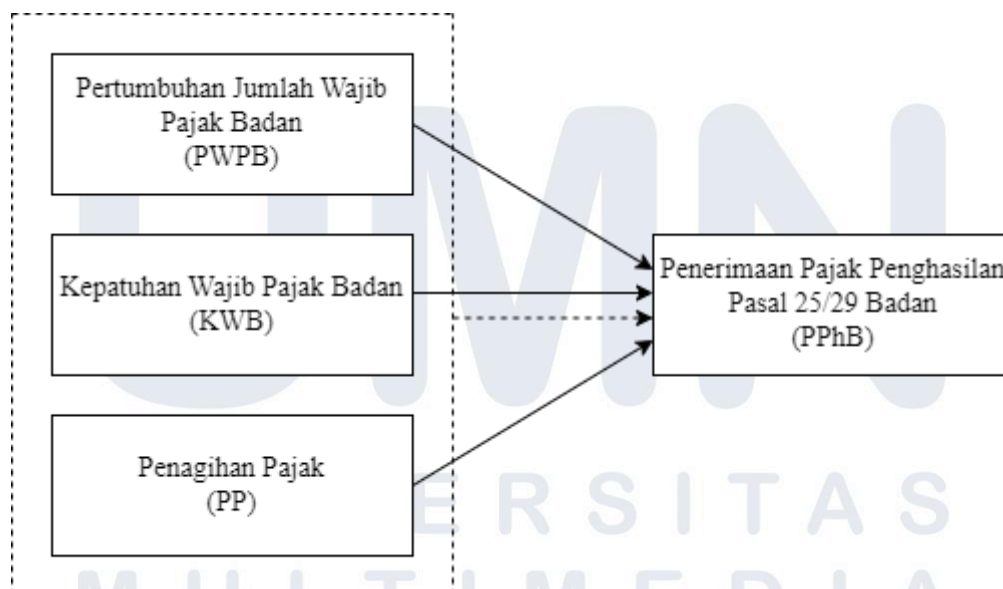 Pertumbuhan Jumlah Wajib
Pajak Badan
(PWPB)
Kepatuhan Wajib Pajak Badan
(KWB)
Penagihan Pajak
(PP)
Penerimaan Pajak Penghasilan
Pasal 25/29 Badan
(PPhB)
UMN
ERSITAS
MULTIMEDIA